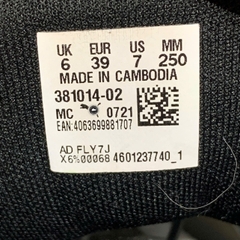 UK EUR US MM
6 39 7 250
MADE IN CAMBODIA
381014-02
MC 0721
EAN:4063699881707
AD FLY7J
X6%00068 4601237740_1